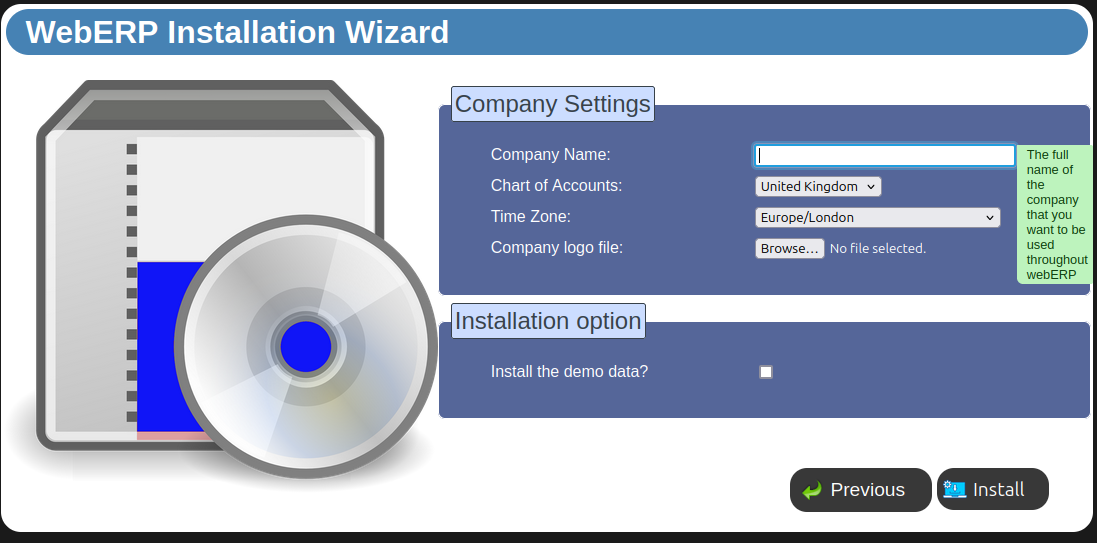 WebERP Installation Wizard
Company Settings
Company Name:
The full
name of
the
company
that you
want to be
used
throughout
webERP
Chart of Accounts:
United Kingdom
Time Zone:
Europe/London
Company logo file:
Browse...
No file selected.
Installation option
Install the demo data?
Previous
Install